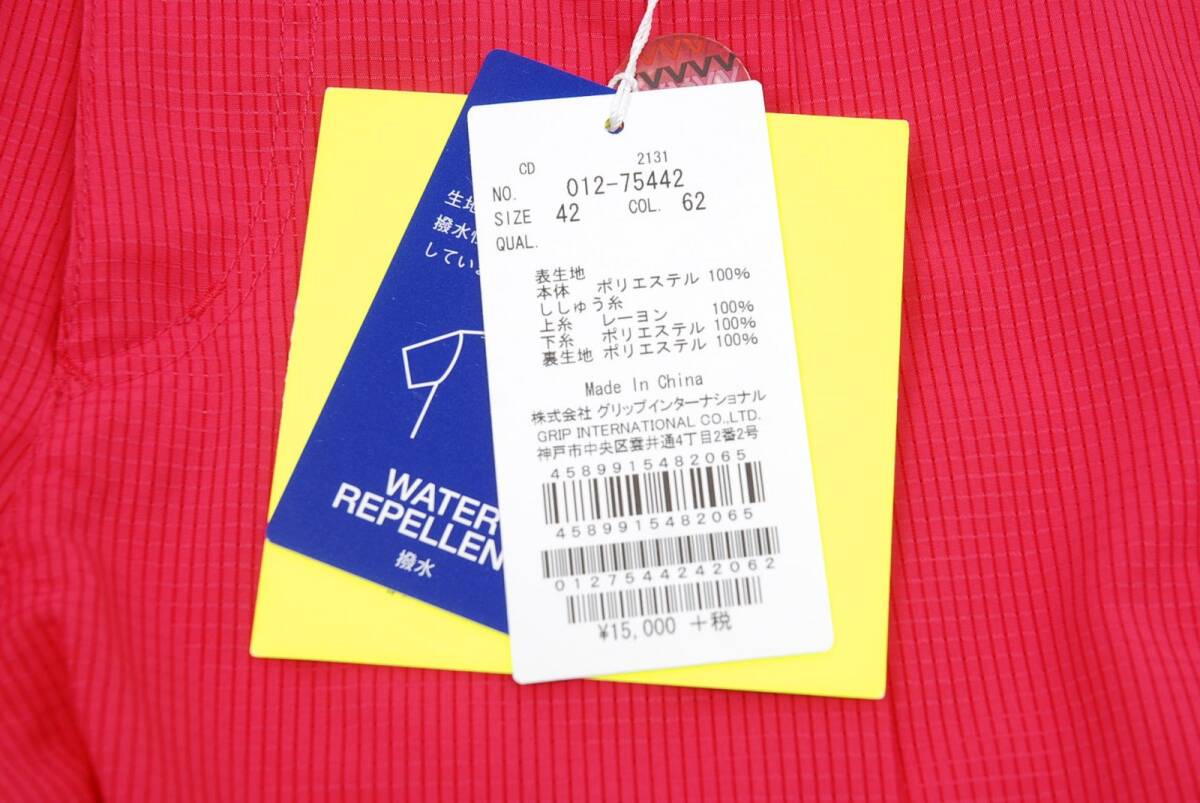 VVV
VVVV
生地
撥水性
してい
WATER
REPELLEN
撥水
CD 2131
NO. 012-75442
SIZE 42 COL. 62
QUAL.
表生地
本体 ポリエステル 100%
ししゅう糸
上糸 レーヨン 100%
下糸 ポリエステル 100%
裏生地 ポリエステル 100%
Made In China
株式会社 グリップインターナショナル
GRIP INTERNATIONAL CO.,LTD.
神戸市中央区雲井通4丁目2番2号
4589915482065
4589915482065
0127544242062
¥15,000 +税